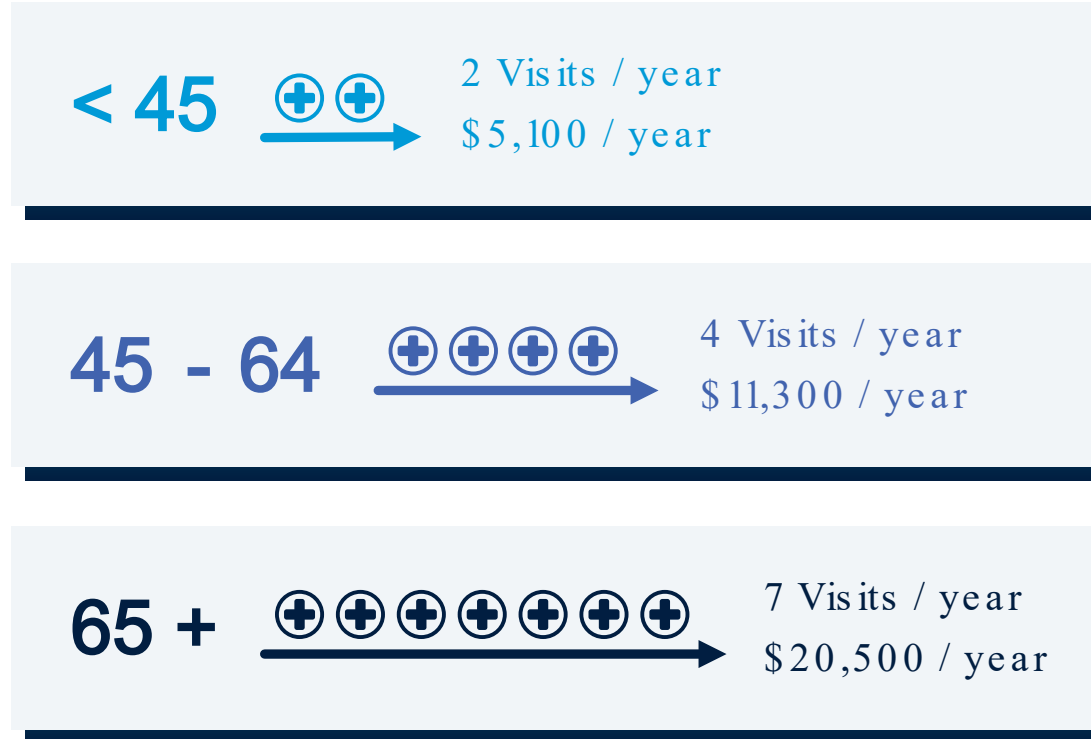 < 45
2 Visits / year
$5,100 / year
45 - 64
4 Visits / year
$11,300 / year
65 +
7 Visits / year
$20,500 / year